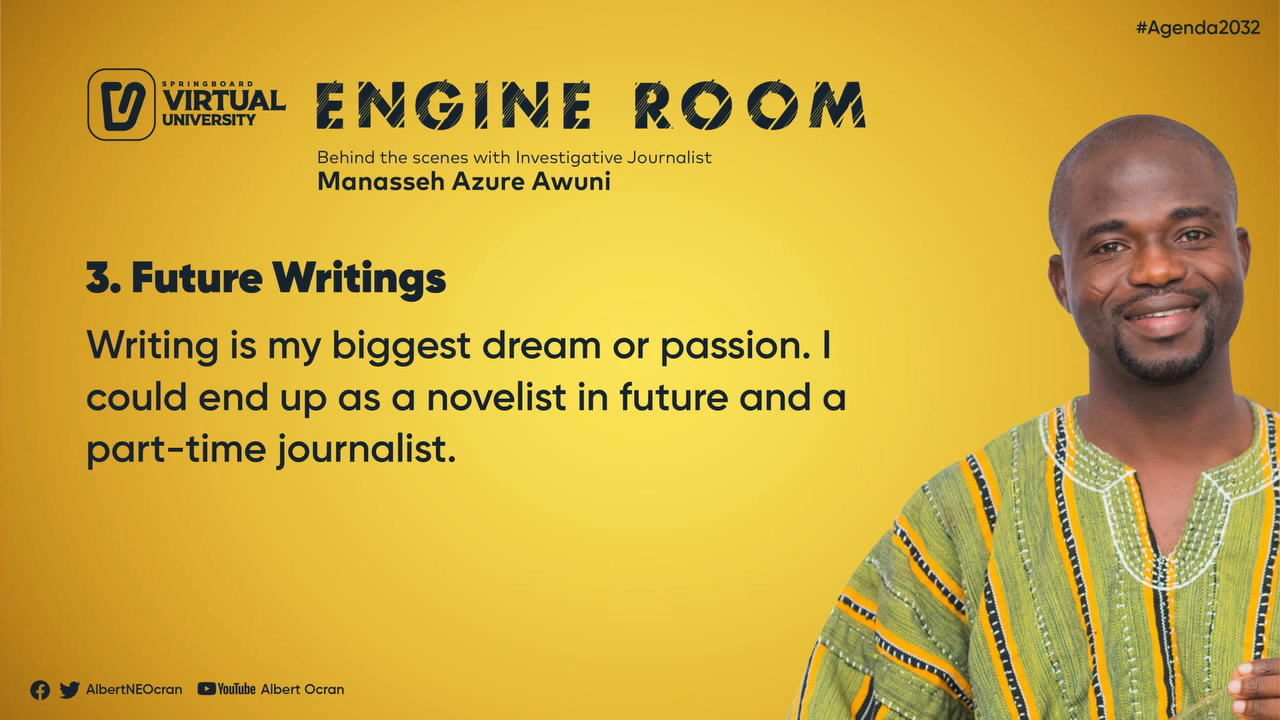 #Agenda2032
SPRINGBOARD
VIRTUAL
UNIVERSITY
ENGINE ROOM
Behind the scenes with Investigative Journalist
Manasseh Azure Awuni
3. Future Writings
Writing is my biggest dream or passion. I
could end up as a novelist in future and a
part-time journalist.
AlbertNEOcran YouTube Albert Ocran